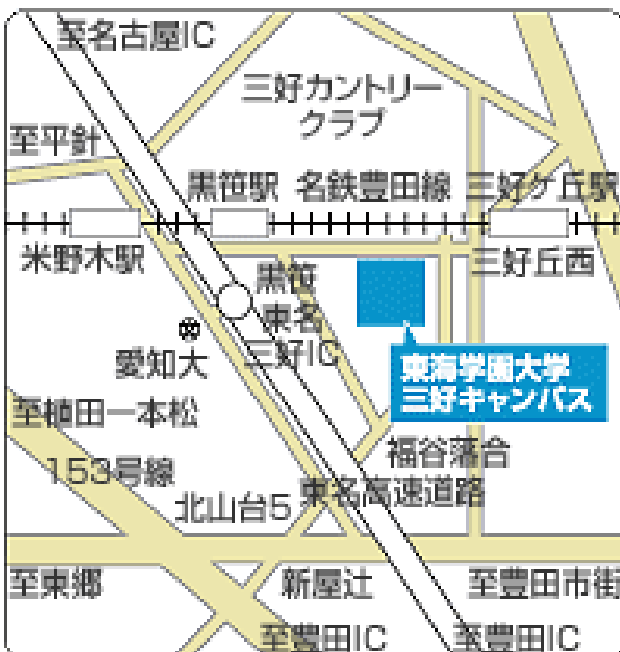 至名古屋IC
三好カントリー
クラブ
至平針
黒笹駅
名鉄豊田線
三好ケ丘駅
米野木駅
黒笹
三好丘西
東名
三好IC
愛知大
東海学園大学
三好キャンパス
至植田一本松
福谷落合
153号線
東名高速道路
北山台5
至東郷
新屋辻
至豊田市街
至豊田IC
至豊田IC